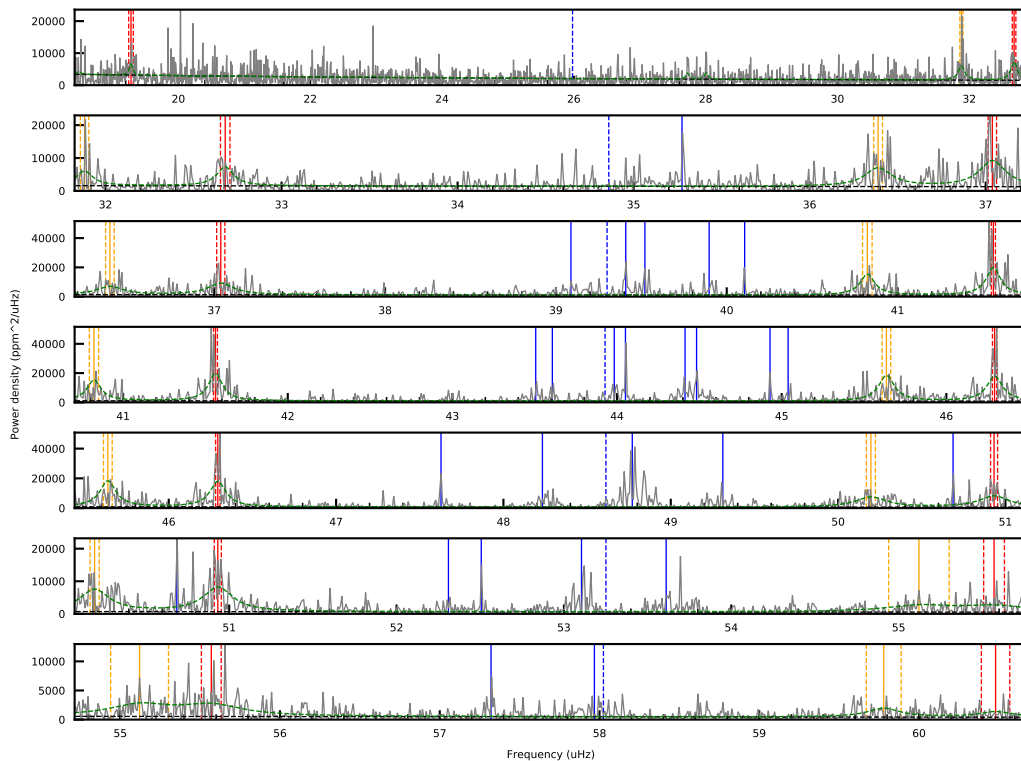 20000
10000
0
20 22 24 26 28 30 32
20000
10000
0
32 33 34 35 36 37
40000
20000
0
37 38 39 40 41
40000
20000
0
41 42 43 44 45 46
Power density (ppm^2/uHz)
40000
20000
0
46 47 48 49 50 51
20000
10000
0
51 52 53 54 55
10000
5000
0
55 56 57 58 59 60
Frequency (uHz)